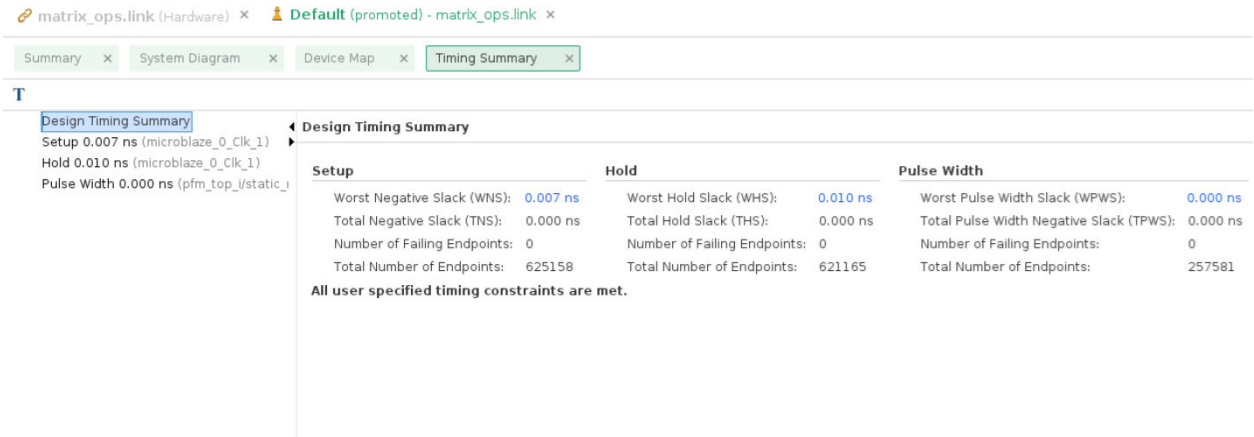 matrix_ops.link (Hardware) × Default (promoted) - matrix_ops.link ×
Summary × System Diagram × Device Map × Timing Summary ×
T
Design Timing Summary
Setup 0.007 ns (microblaze_0_Clk_1)
Hold 0.010 ns (microblaze_0_Clk_1)
Pulse Width 0.000 ns (pfm_top_i/static_
Design Timing Summary
Setup Hold Pulse Width
Worst Negative Slack (WNS): 0.007 ns Worst Hold Slack (WHS): 0.010 ns Worst Pulse Width Slack (WPWS): 0.000 ns
Total Negative Slack (TNS): 0.000 ns Total Hold Slack (THS): 0.000 ns Total Pulse Width Negative Slack (TPWS): 0.000 ns
Number of Failing Endpoints: 0 Number of Failing Endpoints: 0 Number of Failing Endpoints: 0
Total Number of Endpoints: 625158 Total Number of Endpoints: 621165 Total Number of Endpoints: 257581
All user specified timing constraints are met.